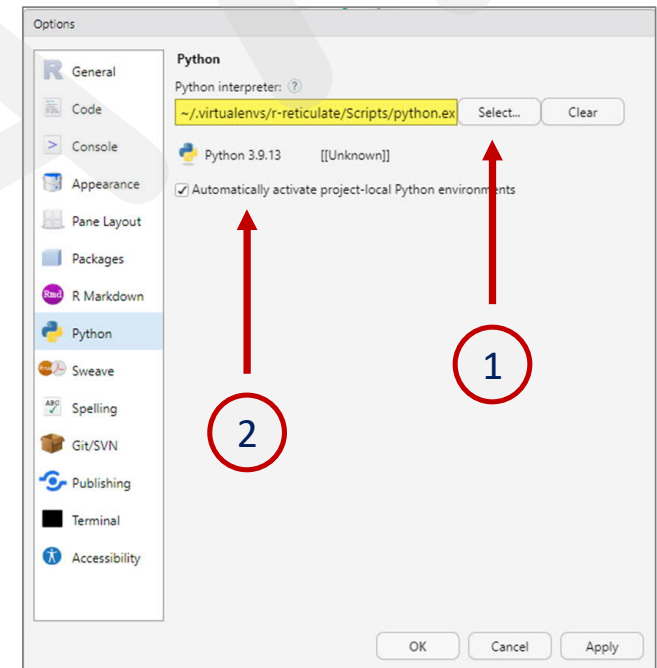 Options
General
Code
Console
Appearance
Pane Layout
Packages
Rmd R Markdown
Python
Sweave
ABC Spelling
Git/SVN
Publishing
Terminal
Accessibility
Python
Python interpreter: ?
~/.virtualenvs/r-reticulate/Scripts/python.ex Select... Clear
Python 3.9.13 [[Unknown]]
Automatically activate project-local Python environments
1
2
OK Cancel Apply